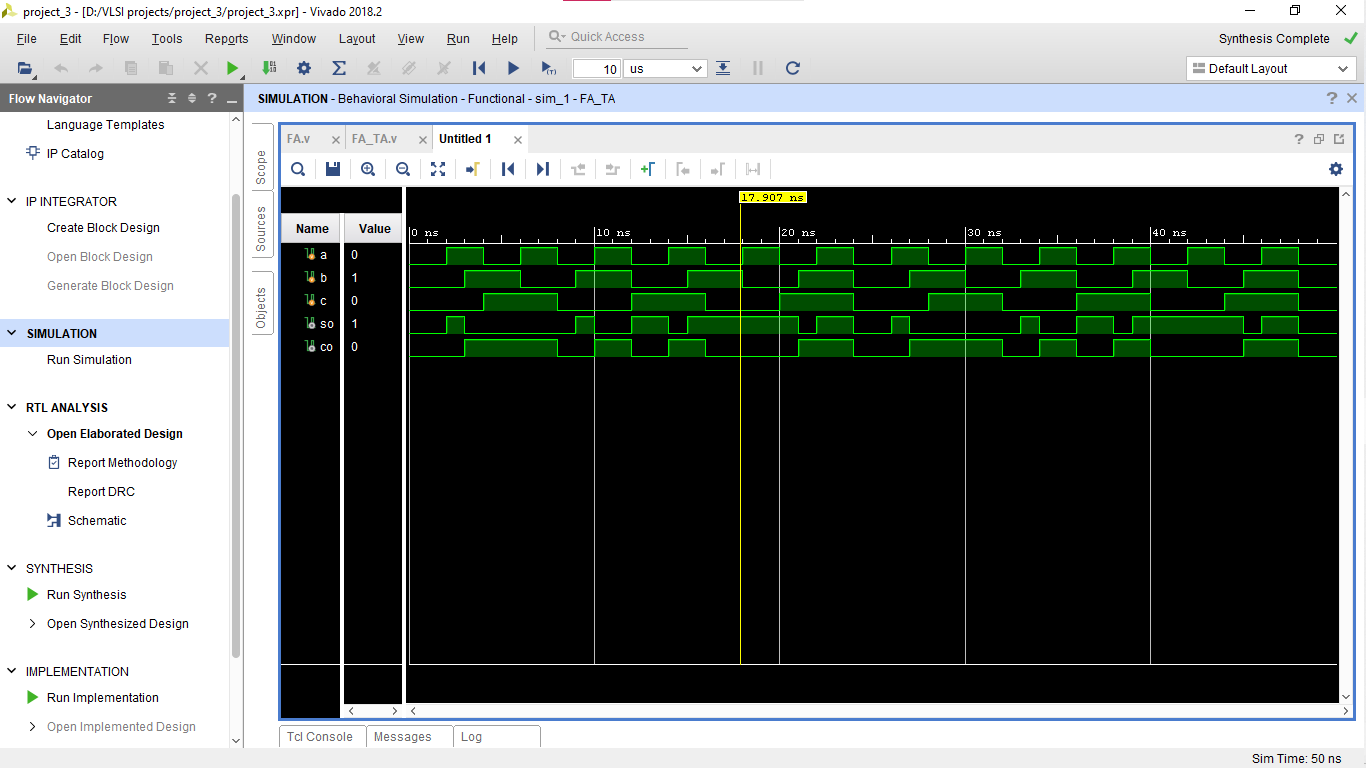 project_3 - [D:/VLSI projects/project_3/project_3.xpr] - Vivado 2018.2
File Edit Flow Tools Reports Window Layout View Run Help Quick Access Synthesis Complete
10 us Default Layout
Flow Navigator
SIMULATION - Behavioral Simulation - Functional - sim_1 - FA_TA
Language Templates
IP Catalog
IP INTEGRATOR
Create Block Design
Open Block Design
Generate Block Design
SIMULATION
Run Simulation
RTL ANALYSIS
Open Elaborated Design
Report Methodology
Report DRC
Schematic
SYNTHESIS
Run Synthesis
Open Synthesized Design
IMPLEMENTATION
Run Implementation
Open Implemented Design
Scope
Sources
Objects
FA.v FA_TA.v Untitled 1
17.907 ns
Name Value 0 ns 10 ns 20 ns 30 ns 40 ns
a 0
b 1
c 0
so 1
co 0
Tcl Console Messages Log
Sim Time: 50 ns